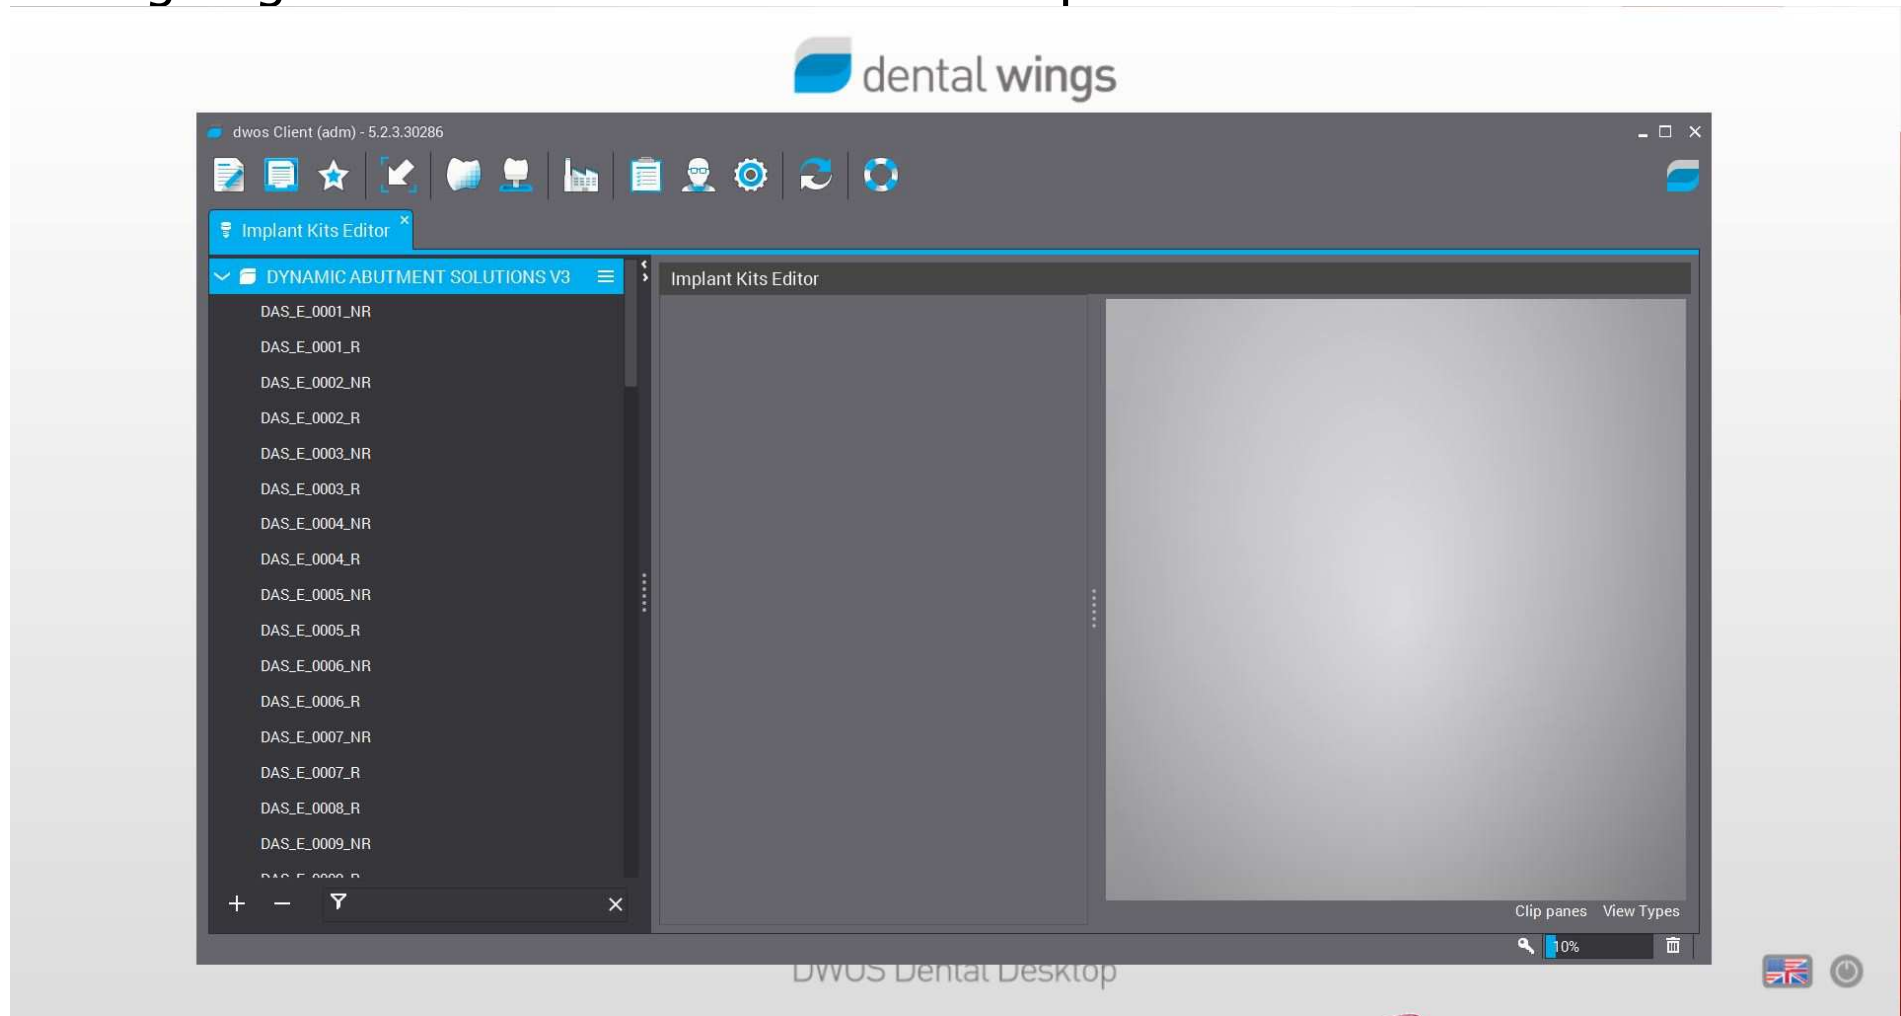 dental wings
dwos Client (adm) - 5.2.3.30286
Implant Kits Editor
DYNAMIC ABUTMENT SOLUTIONS V3
Implant Kits Editor
DAS_E_0001_NR
DAS_E_0001_R
DAS_E_0002_NR
DAS_E_0002_R
DAS_E_0003_NR
DAS_E_0003_R
DAS_E_0004_NR
DAS_E_0004_R
DAS_E_0005_NR
DAS_E_0005_R
DAS_E_0006_NR
DAS_E_0006_R
DAS_E_0007_NR
DAS_E_0007_R
DAS_E_0008_R
DAS_E_0009_NR
Clip panes View Types
10%
DWOS Dental Desktop